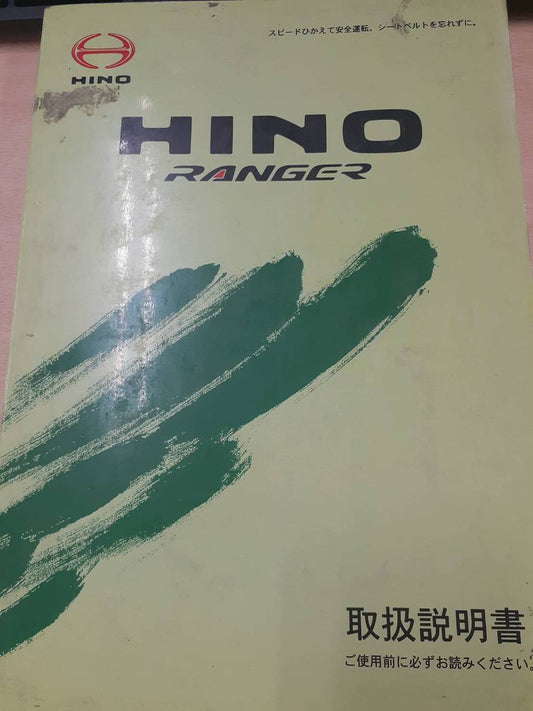 スピードひかえて安全運転、シートベルトを忘れずに。
HINO
HINO
RANGER
取扱説明書
ご使用前に必ずお読みください。